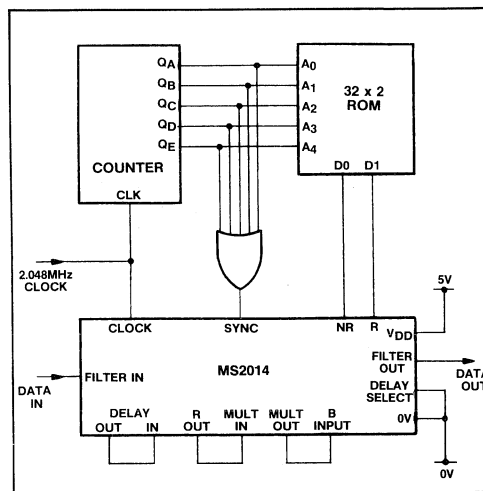 QA A0
QB A1 32 x 2
QC A2 ROM
QD A3
QE A4
COUNTER
D0 D1
CLK
2.048MHz
CLOCK
5V
CLOCK SYNC NR R
VDD
FILTER
OUT
MS2014
FILTER IN
DATA
IN
DATA
OUT
DELAY
SELECT
DELAY R MULT MULT B
OUT IN OUT IN OUT INPUT
0V
0V